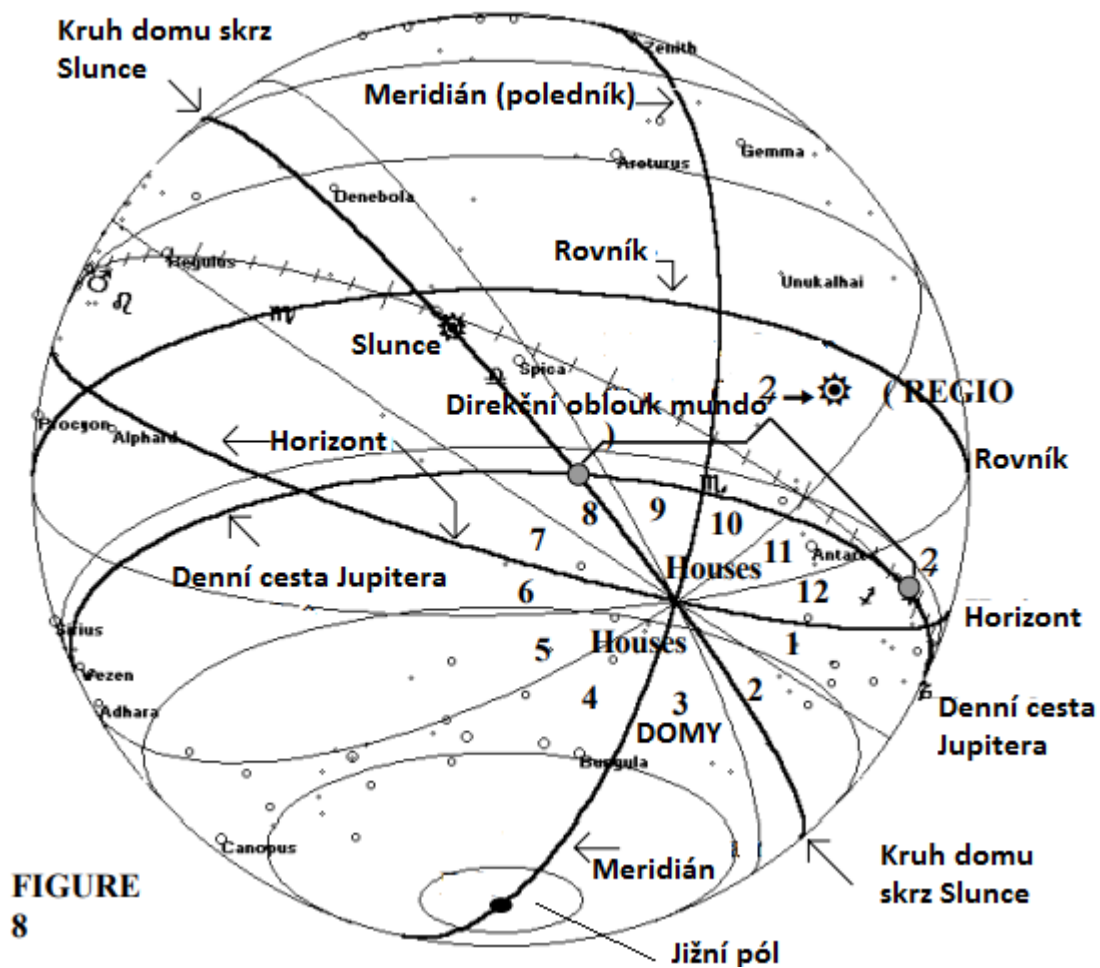 Kruh domu skrz
Slunce
Zenith
Meridián (poledník)
Gemma
Arcturus
Denebola
Rovník
Regulus
♂
♌
Unukalhai
♍
Slunce
Spica
♎
Direkční oblouk mundo
( ♃ → ☼ ( REGIO
)
Procyon
Alphard
Horizont
Rovník
♏
8
9
10
7
11
Antares
Denní cesta Jupitera
Houses
♃
6
12
♐
Horizont
Sirius
Houses
1
5
Wezen
2
♑
Adhara
4
3
Denní cesta
Jupitera
DOMY
Bungula
Canopus
Meridián
Kruh domu
skrz Slunce
FIGURE
8
Jižní pól